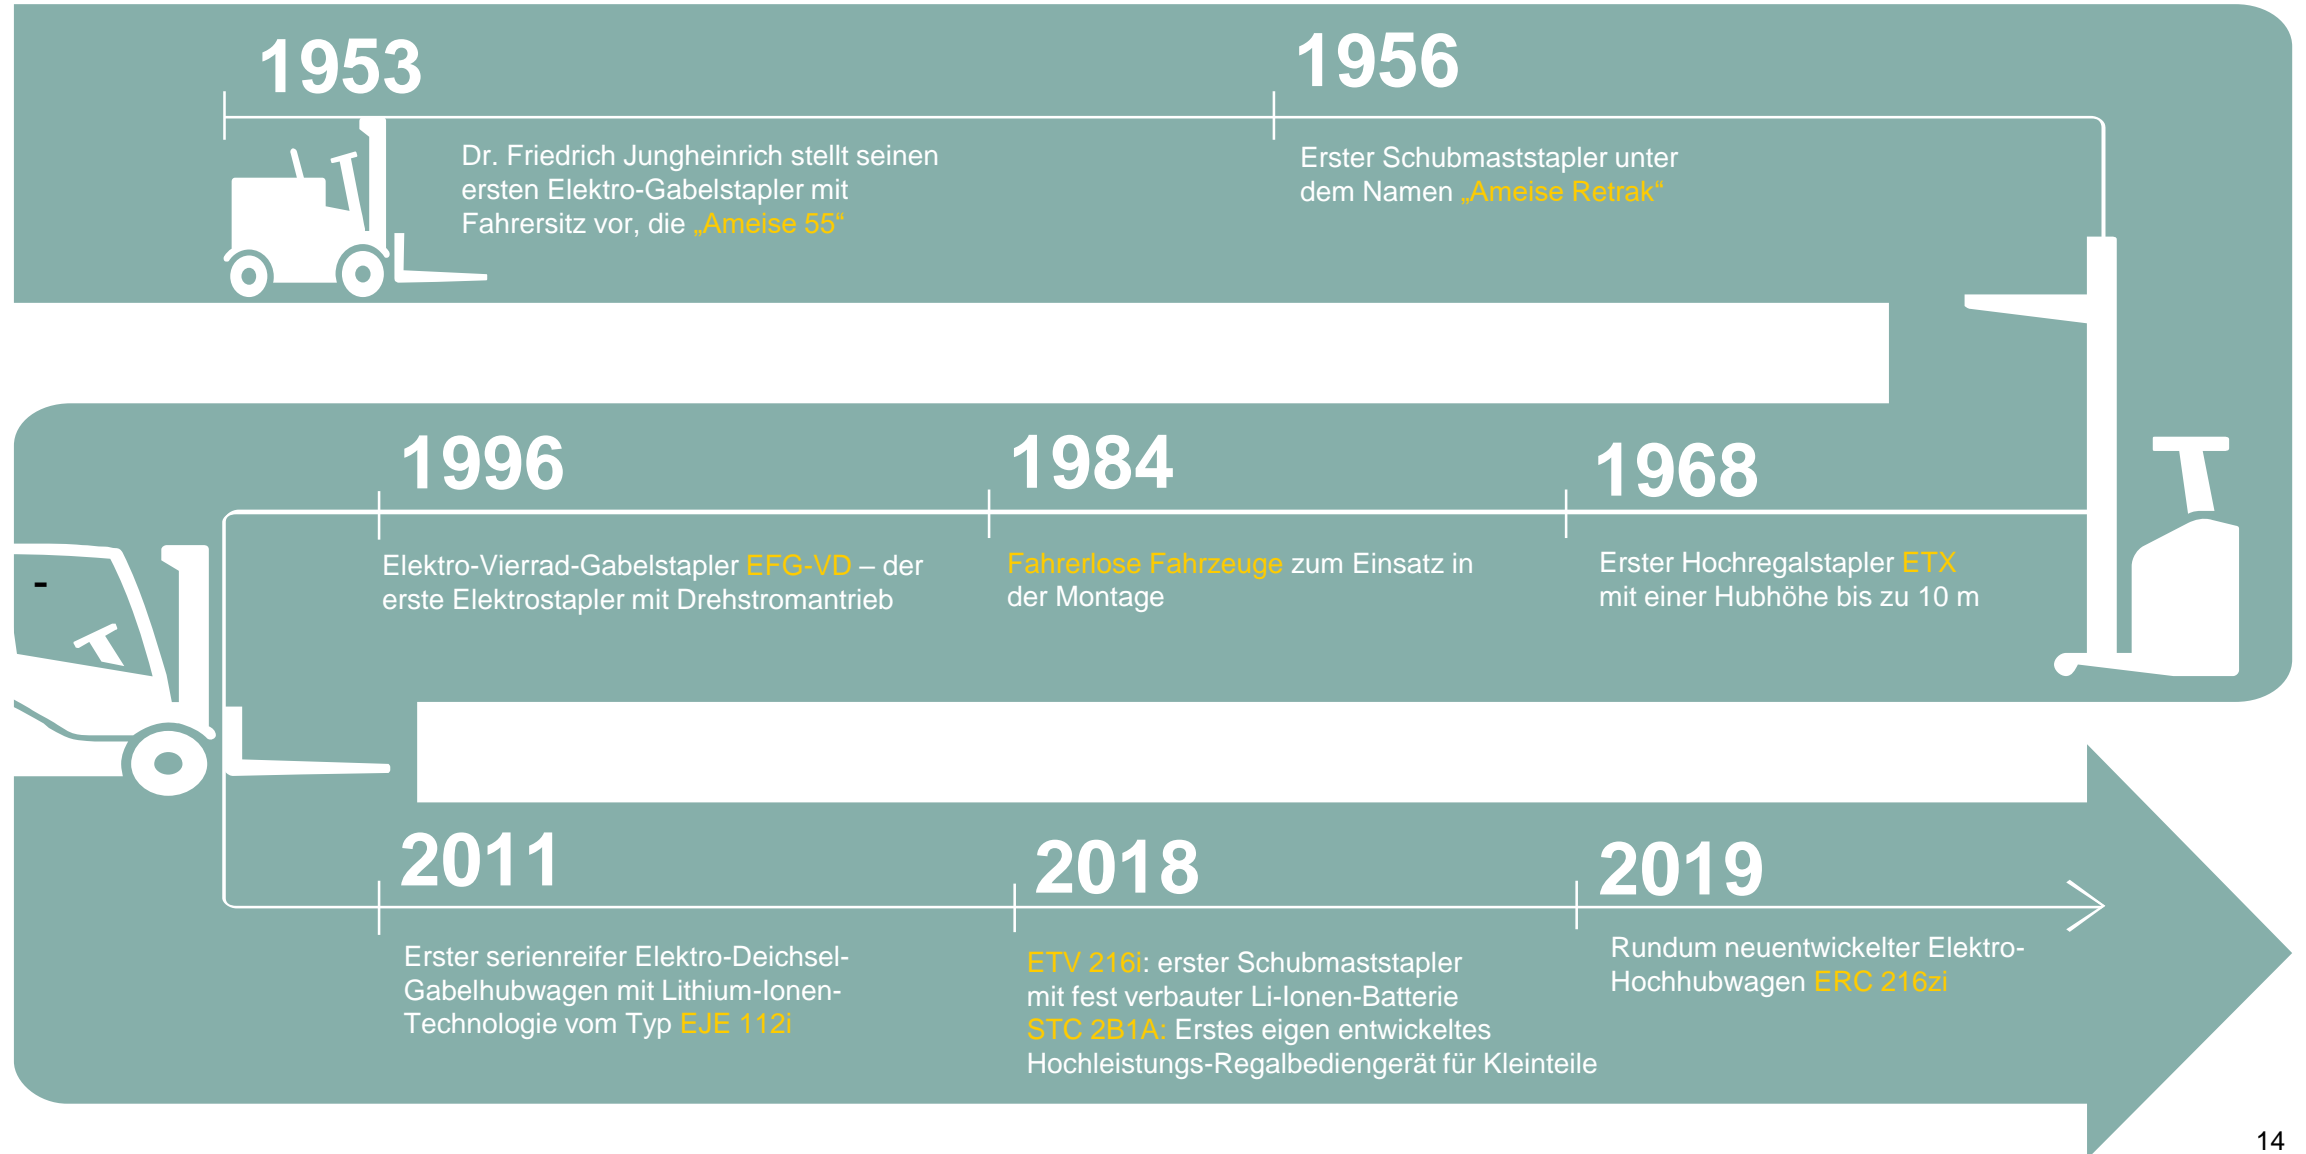 1953
Dr. Friedrich Jungheinrich stellt seinen
ersten Elektro-Gabelstapler mit
Fahrersitz vor, die „Ameise 55“
1956
Erster Schubmaststapler unter
dem Namen „Ameise Retrak“
1996
Elektro-Vierrad-Gabelstapler EFG-VD – der
erste Elektrostapler mit Drehstromantrieb
1984
Fahrerlose Fahrzeuge zum Einsatz in
der Montage
1968
Erster Hochregalstapler ETX
mit einer Hubhöhe bis zu 10 m
-
2011
Erster serienreifer Elektro-Deichsel-
Gabelhubwagen mit Lithium-Ionen-
Technologie vom Typ EJE 112i
2018
ETV 216i: erster Schubmaststapler
mit fest verbauter Li-Ionen-Batterie
STC 2B1A: Erstes eigen entwickeltes
Hochleistungs-Regalbediengerät für Kleinteile
2019
Rundum neuentwickelter Elektro-
Hochhubwagen ERC 216zi
14